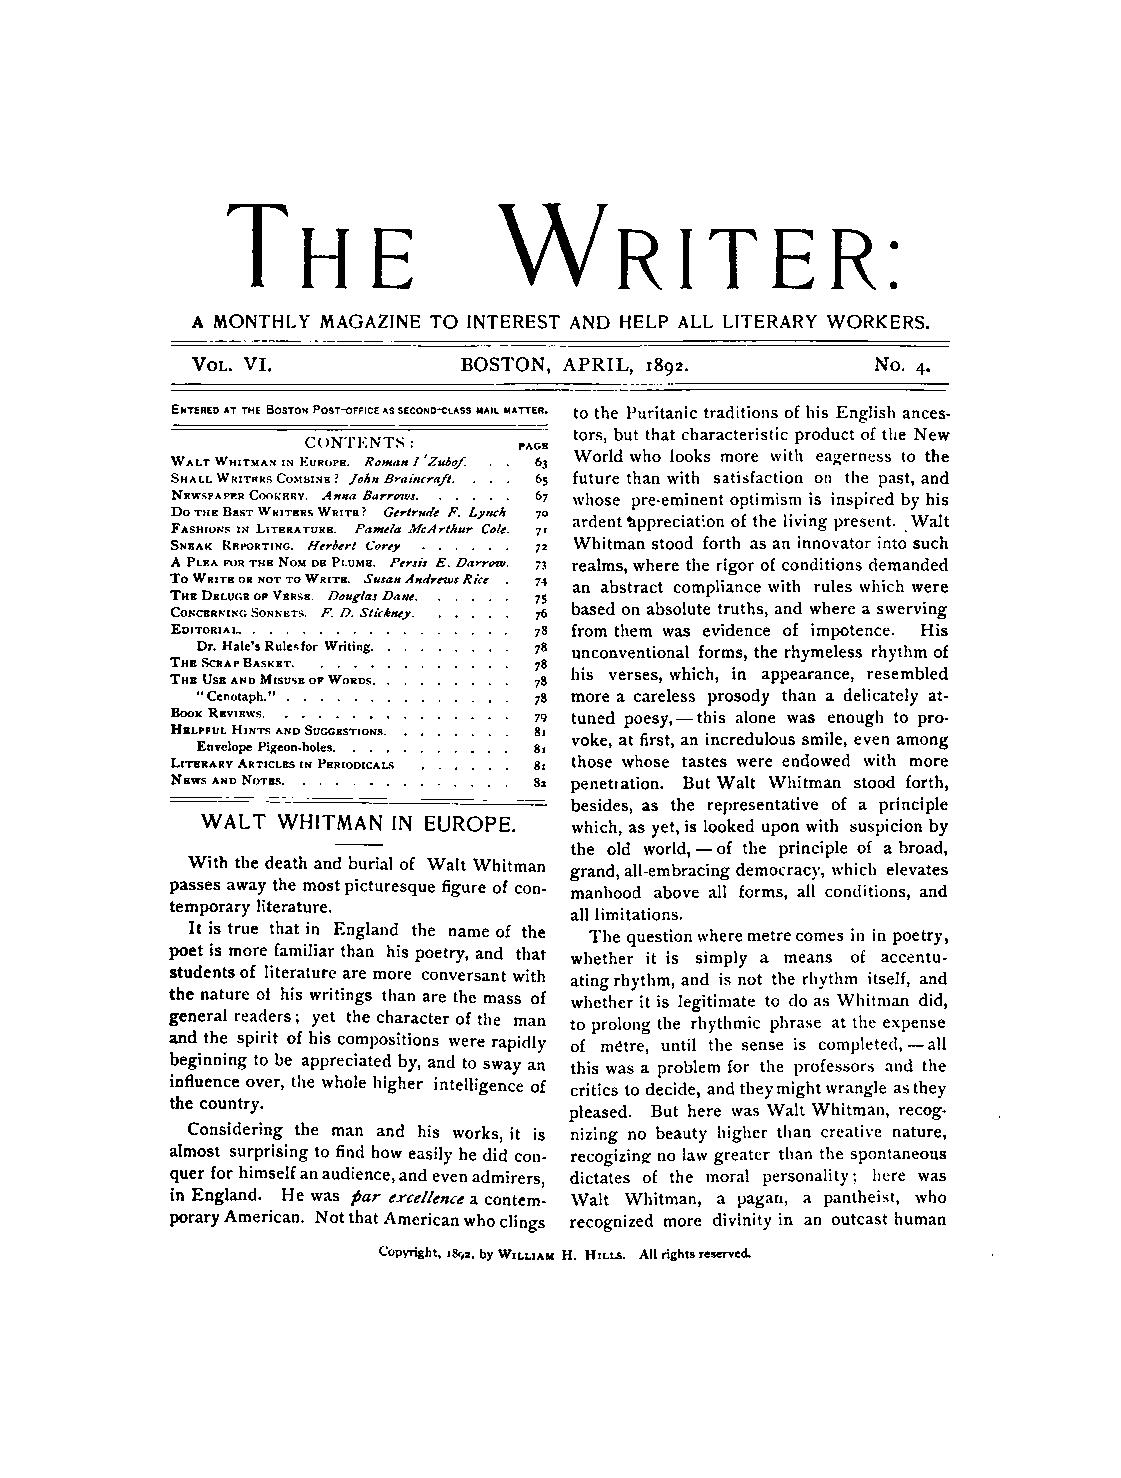 THE WRITER:
A MONTHLY MAGAZINE TO INTEREST AND HELP ALL LITERARY WORKERS.
VOL. VI. BOSTON, APRIL, 1892. No. 4.
ENTERED AT THE BOSTON POST-OFFICE AS SECOND-CLASS MAIL MATTER.
CONTENTS: PAGE
WALT WHITMAN IN EUROPE. Roman I. Zubof. . . 63
SHALL WRITERS COMBINE? John Braincraft. . . . 65
NEWSPAPER COOKERY. Anna Barrows. . . . . . 67
DO THE BEST WRITERS WRITE? Gertrude F. Lynch 70
FASHIONS IN LITERATURE. Pamela McArthur Cole. 71
SNEAK REPORTING. Herbert Corey . . . . . . 72
A PLEA FOR THE NOM DE PLUME. Persis E. Darrow. 73
TO WRITE OR NOT TO WRITE. Susan Andrews Rice . 74
THE DELUGE OF VERSE. Douglas Dane. . . . . . 75
CONCERNING SONNETS. F. D. Stickney. . . . . . 76
EDITORIAL. . . . . . . . . . . . . . . . . 78
Dr. Hale's Rules for Writing. . . . . . . . . 78
THE SCRAP BASKET. . . . . . . . . . . . . 78
THE USE AND MISUSE OF WORDS. . . . . . . . . 78
"Cenotaph." . . . . . . . . . . . . . . 78
BOOK REVIEWS. . . . . . . . . . . . . . . 79
HELPFUL HINTS AND SUGGESTIONS. . . . . . . . 81
Envelope Pigeon-holes. . . . . . . . . . . 81
LITERARY ARTICLES IN PERIODICALS . . . . . . 81
NEWS AND NOTES. . . . . . . . . . . . . . 82
WALT WHITMAN IN EUROPE.
With the death and burial of Walt Whitman
passes away the most picturesque figure of con-
temporary literature.
It is true that in England the name of the
poet is more familiar than his poetry, and that
students of literature are more conversant with
the nature of his writings than are the mass of
general readers; yet the character of the man
and the spirit of his compositions were rapidly
beginning to be appreciated by, and to sway an
influence over, the whole higher intelligence of
the country.
Considering the man and his works, it is
almost surprising to find how easily he did con-
quer for himself an audience, and even admirers,
in England. He was par excellence a contem-
porary American. Not that American who clings
to the Puritanic traditions of his English ances-
tors, but that characteristic product of the New
World who looks more with eagerness to the
future than with satisfaction on the past, and
whose pre-eminent optimism is inspired by his
ardent appreciation of the living present. Walt
Whitman stood forth as an innovator into such
realms, where the rigor of conditions demanded
an abstract compliance with rules which were
based on absolute truths, and where a swerving
from them was evidence of impotence. His
unconventional forms, the rhymeless rhythm of
his verses, which, in appearance, resembled
more a careless prosody than a delicately at-
tuned poesy, — this alone was enough to pro-
voke, at first, an incredulous smile, even among
those whose tastes were endowed with more
penetration. But Walt Whitman stood forth,
besides, as the representative of a principle
which, as yet, is looked upon with suspicion by
the old world, — of the principle of a broad,
grand, all-embracing democracy, which elevates
manhood above all forms, all conditions, and
all limitations.
The question where metre comes in in poetry,
whether it is simply a means of accentu-
ating rhythm, and is not the rhythm itself, and
whether it is legitimate to do as Whitman did,
to prolong the rhythmic phrase at the expense
of metre, until the sense is completed, — all
this was a problem for the professors and the
critics to decide, and they might wrangle as they
pleased. But here was Walt Whitman, recog-
nizing no beauty higher than creative nature,
recogizing no law greater than the spontaneous
dictates of the moral personality; here was
Walt Whitman, a pagan, a pantheist, who
recognized more divinity in an outcast human
Copyright, 1892, by WILLIAM H. HILLS. All rights reserved.